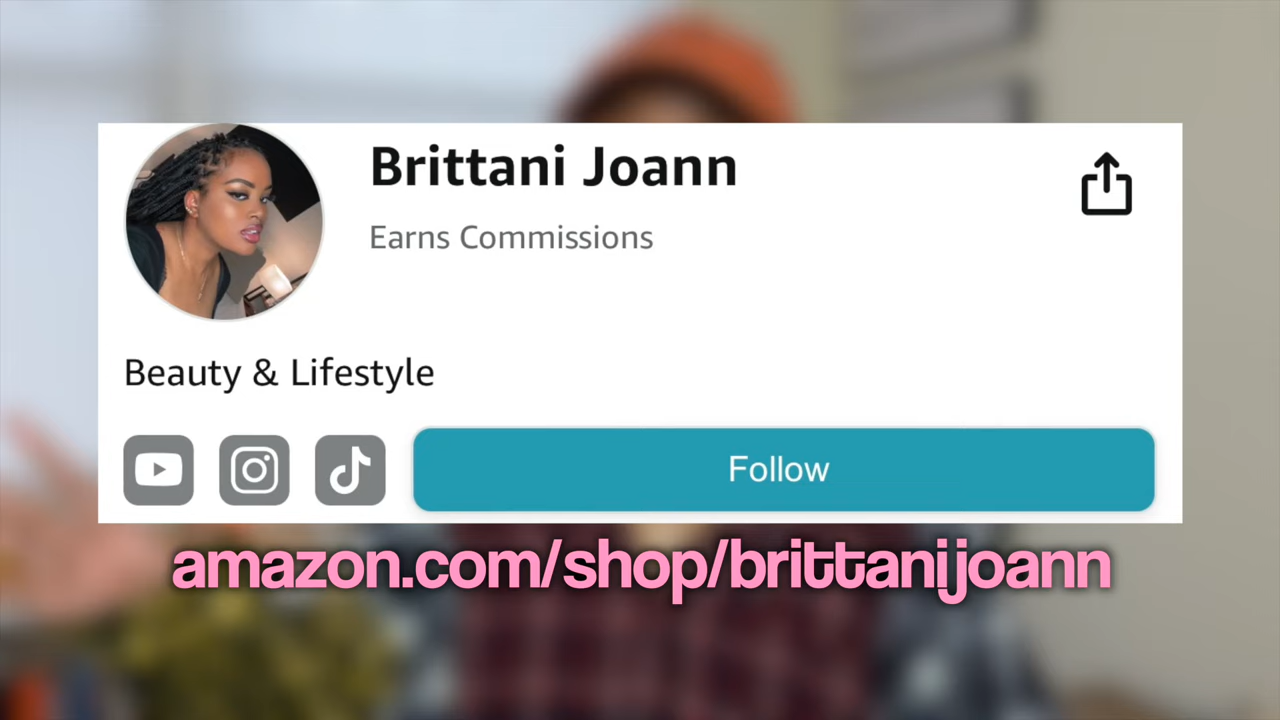 Brittani Joann
Earns Commissions
Beauty & Lifestyle
Follow
amazon.com/shop/brittanijoann